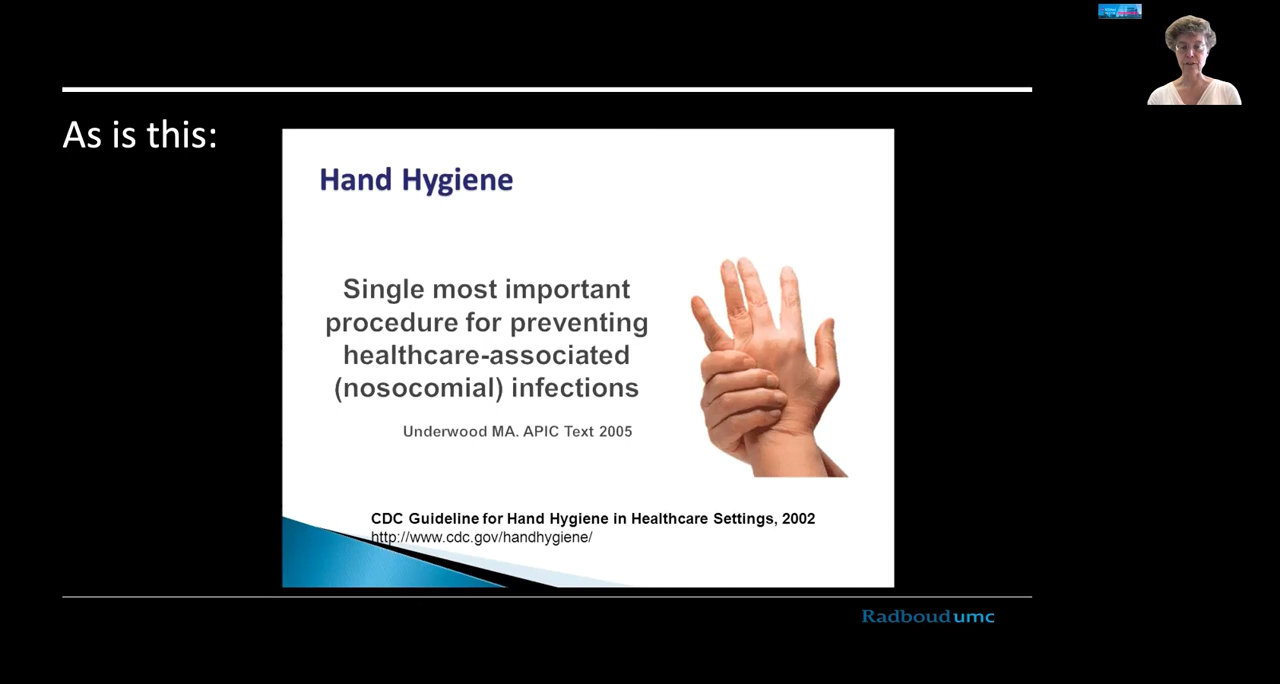 As is this:
Hand Hygiene
Single most important
procedure for preventing
healthcare-associated
(nosocomial) infections
Underwood MA. APIC Text 2005
CDC Guideline for Hand Hygiene in Healthcare Settings, 2002
http://www.cdc.gov/handhygiene/
Radboudumc